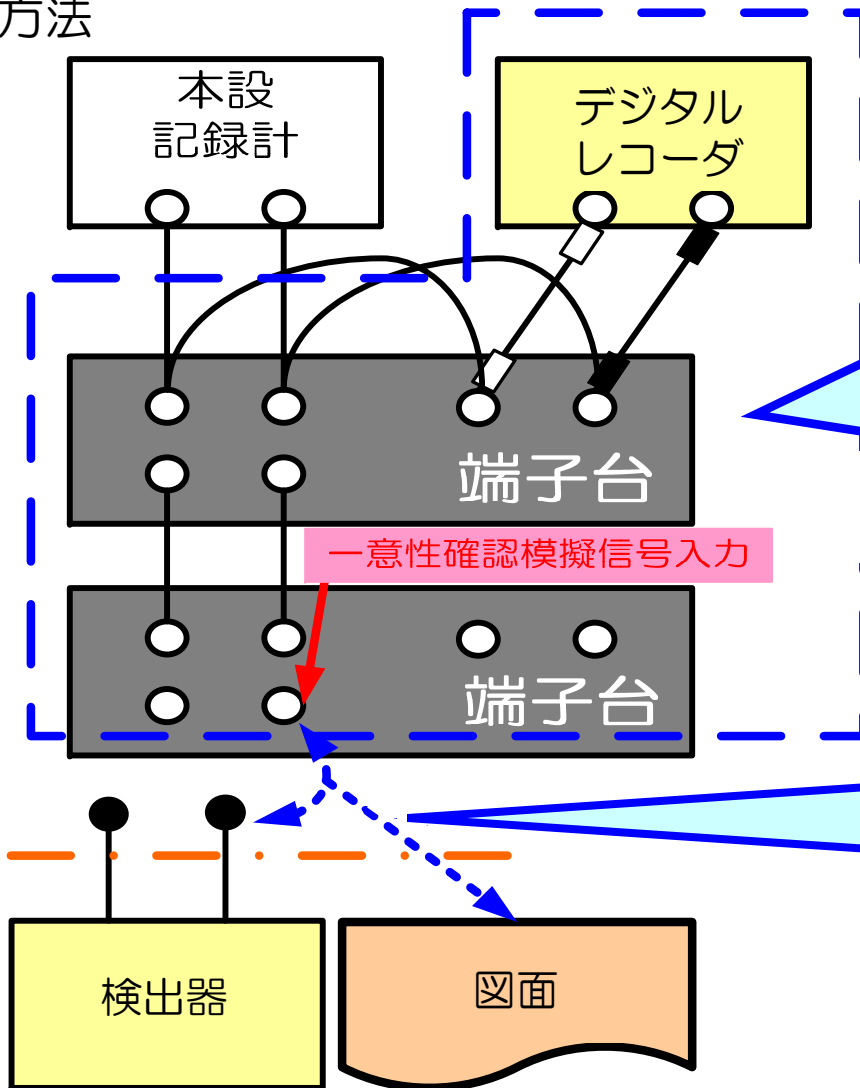 方法
本設
記録計
デジタル
レコーダ
端子台
一意性確認模擬信号入力
端子台
検出器
図面